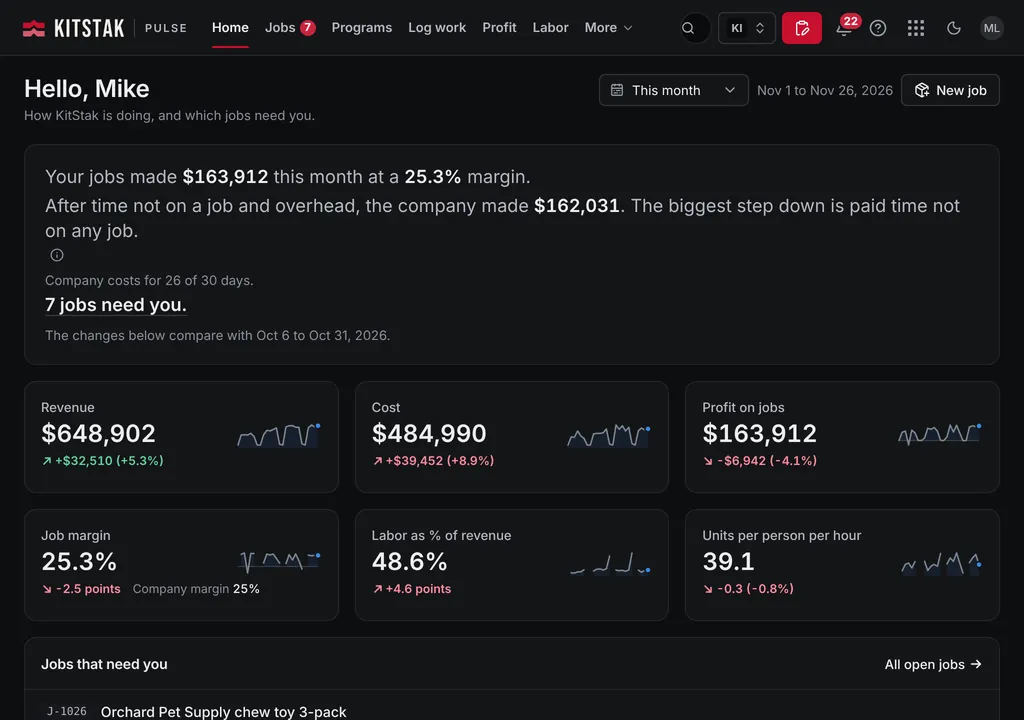 KITSTAK PULSE Home Jobs 7 Programs Log work Profit Labor More KI 22 ML
Hello, Mike
How KitStak is doing, and which jobs need you.
This month Nov 1 to Nov 26, 2026 New job
Your jobs made $163,912 this month at a 25.3% margin.
After time not on a job and overhead, the company made $162,031. The biggest step down is paid time not
on any job.
Company costs for 26 of 30 days.
7 jobs need you.
The changes below compare with Oct 6 to Oct 31, 2026.
Revenue
$648,902
+$32,510 (+5.3%)
Cost
$484,990
+$39,452 (+8.9%)
Profit on jobs
$163,912
-$6,942 (-4.1%)
Job margin
25.3%
-2.5 points Company margin 25%
Labor as % of revenue
48.6%
+4.6 points
Units per person per hour
39.1
-0.3 (-0.8%)
Jobs that need you All open jobs →
J-1026 Orchard Pet Supply chew toy 3-pack